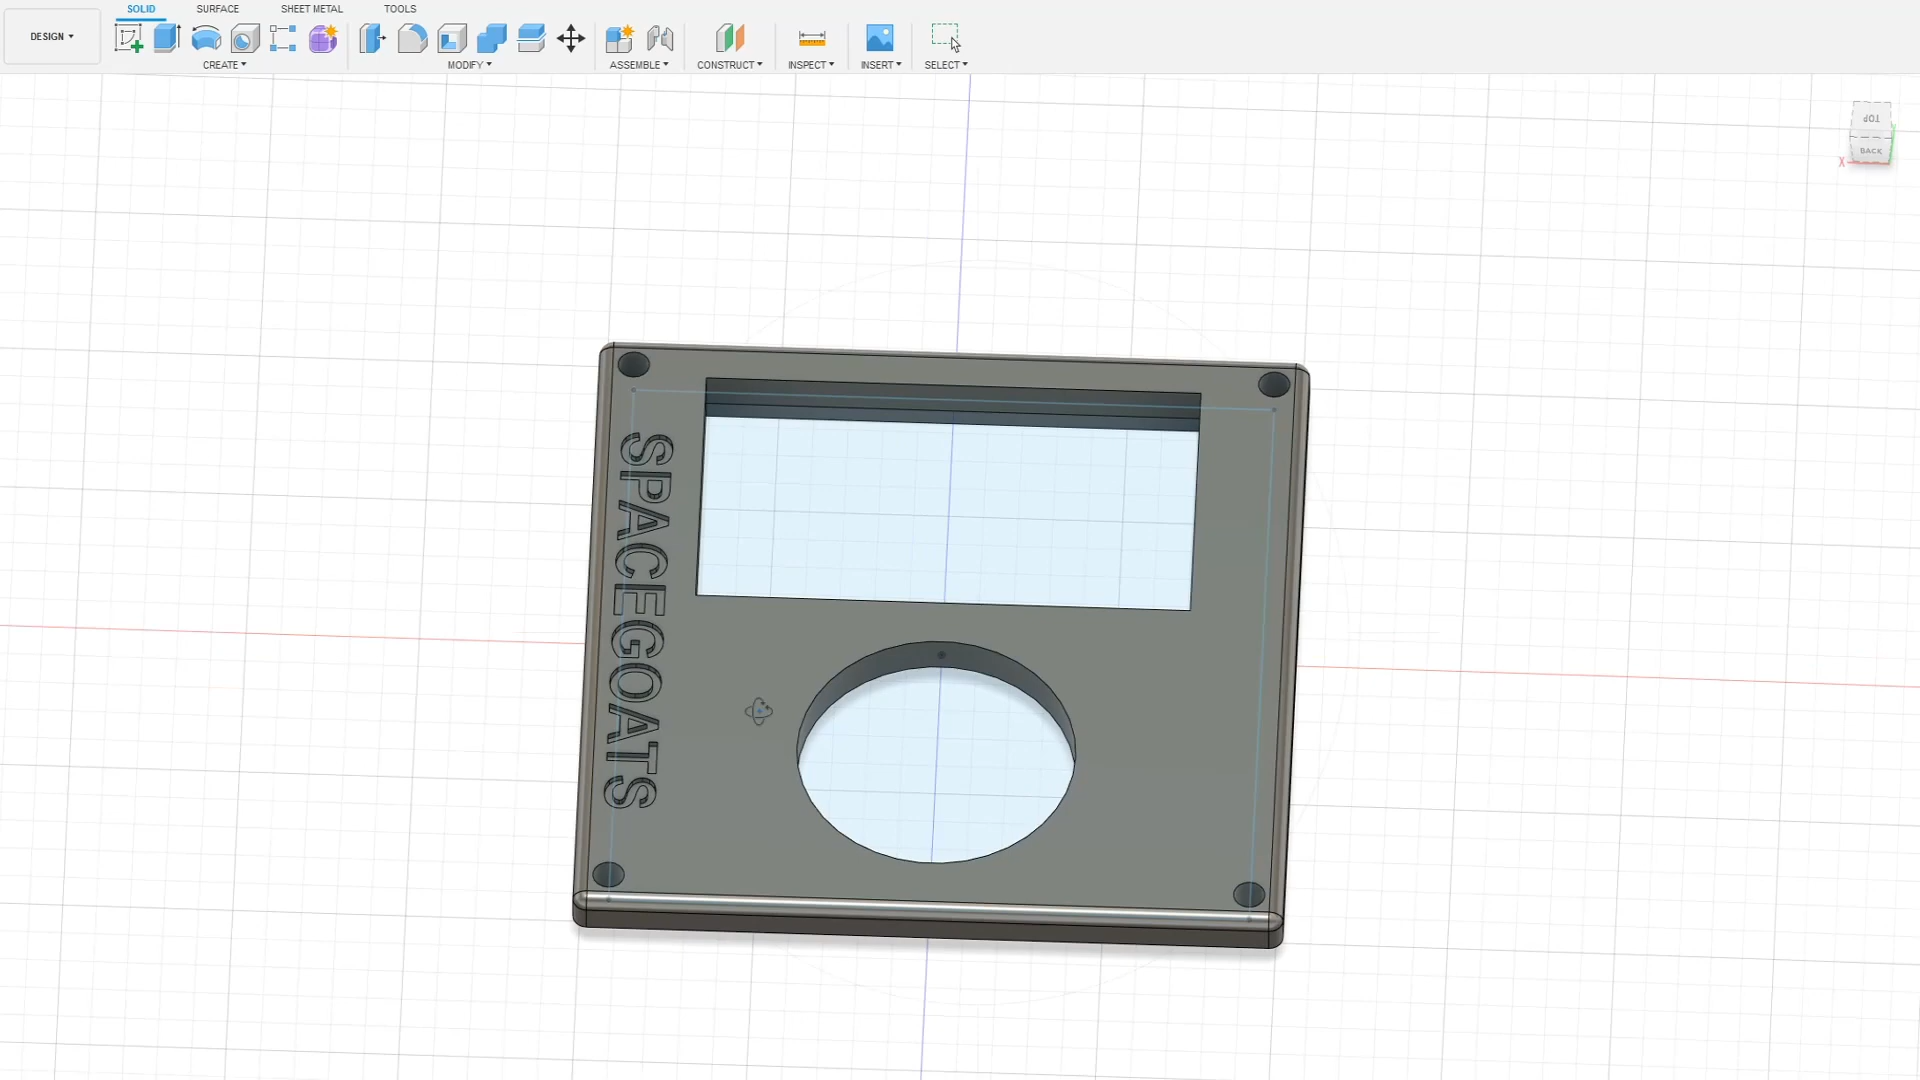 SOLID SURFACE SHEET METAL TOOLS
DESIGN
CREATE MODIFY ASSEMBLE CONSTRUCT INSPECT INSERT SELECT
TOP
BACK
X
SPACEGOATS